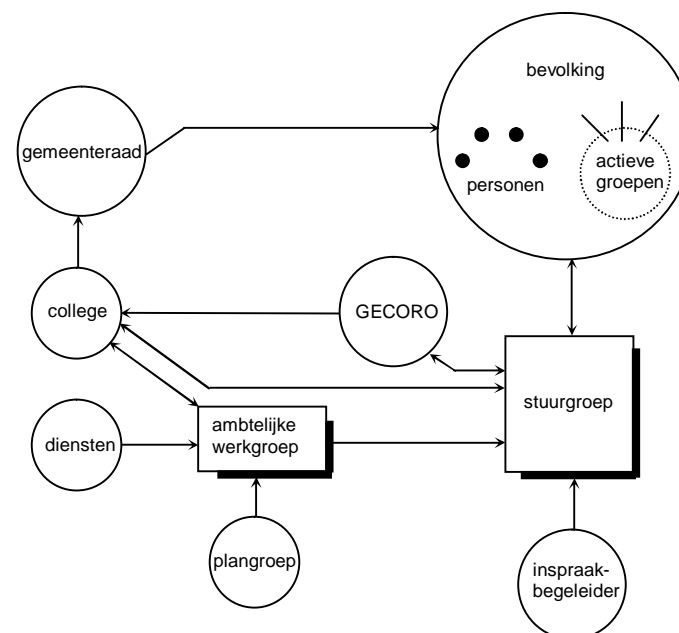 bevolking
gemeenteraad
actieve
groepen
personen
college
GECORO
stuurgroep
ambtelijke
werkgroep
diensten
plangroep
inspraak-
begeleider